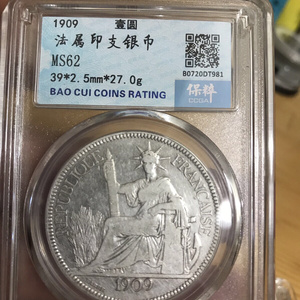 1909 壹圆
法属印支银币
MS62
39*2.5mm*27.0g
BAO CUI COINS RATING
B0720DT981
保粹
REPUBLIQUE FRANÇAISE
1909